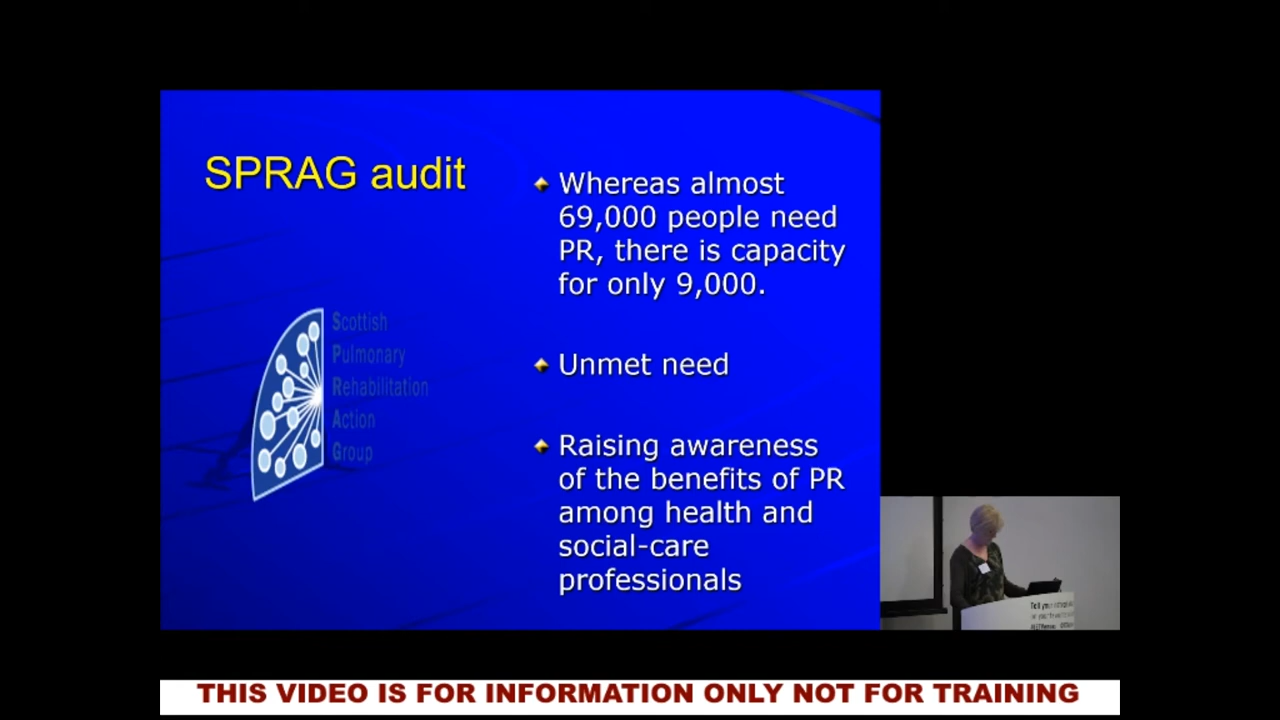 SPRAG audit
Whereas almost
69,000 people need
PR, there is capacity
for only 9,000.
Unmet need
Raising awareness
of the benefits of PR
among health and
social-care
professionals
Scottish
Pulmonary
Rehabilitation
Action
Group
Tell your
THIS VIDEO IS FOR INFORMATION ONLY NOT FOR TRAINING